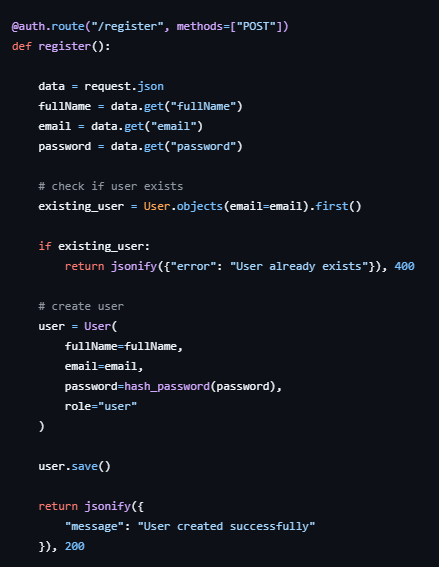 @auth.route("/register", methods=["POST"])
def register():

    data = request.json
    fullName = data.get("fullName")
    email = data.get("email")
    password = data.get("password")

    # check if user exists
    existing_user = User.objects(email=email).first()

    if existing_user:
        return jsonify({"error": "User already exists"}), 400

    # create user
    user = User(
        fullName=fullName,
        email=email,
        password=hash_password(password),
        role="user"
    )

    user.save()

    return jsonify({
        "message": "User created successfully"
    }), 200